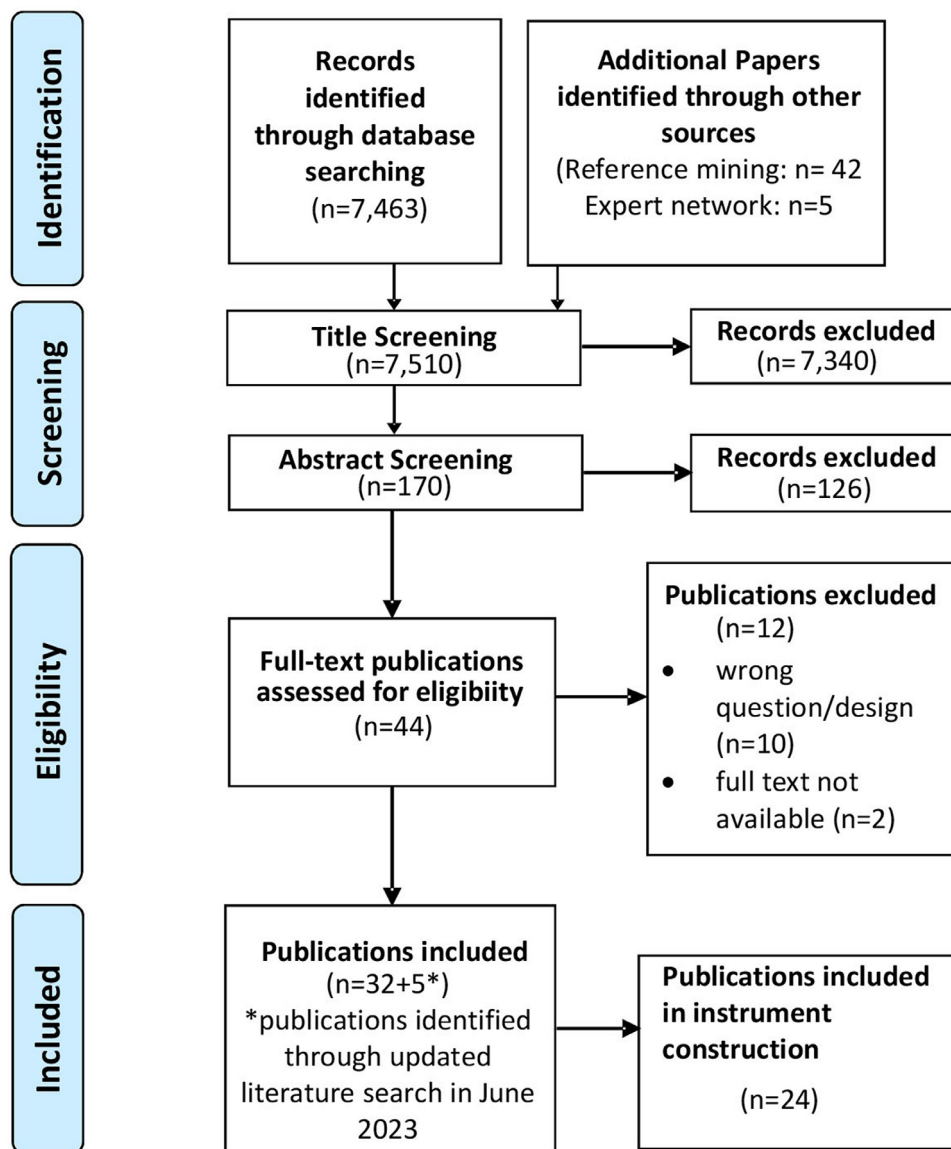 Identification
Records
identified
through database
searching
(n=7,463)
Additional Papers
identified through other
sources
(Reference mining: n= 42
Expert network: n=5
Screening
Title Screening
(n=7,510)
Records excluded
(n= 7,340)
Abstract Screening
(n=170)
Records excluded
(n=126)
Eligibility
Full-text publications
assessed for eligibiity
(n=44)
Publications excluded
(n=12)
• wrong
question/design
(n=10)
• full text not
available (n=2)
Included
Publications included
(n=32+5*)
*publications identified
through updated
literature search in June
2023
Publications included
in instrument
construction
(n=24)